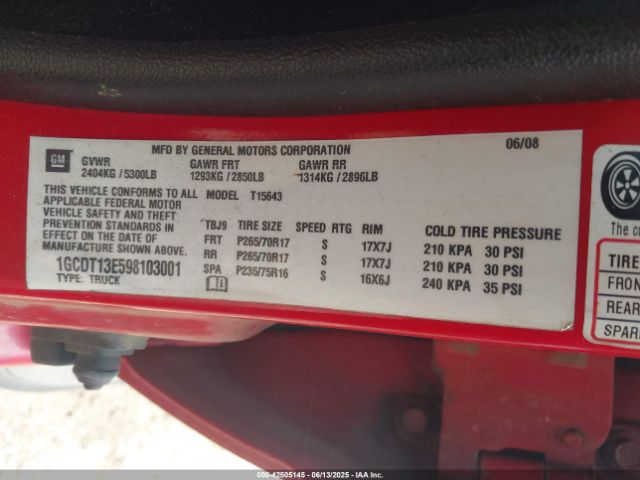 MFD BY GENERAL MOTORS CORPORATION 06/08
GM
GVWR GAWR FRT GAWR RR
2404KG / 5300LB 1293KG / 2850LB 1314KG / 2896LB
THIS VEHICLE CONFORMS TO ALL MODEL T15643
APPLICABLE FEDERAL MOTOR
VEHICLE SAFETY AND THEFT
PREVENTION STANDARDS IN
EFFECT ON THE DATE OF
MANUFACTURE SHOWN ABOVE.
1GCDT13E598103001
TYPE: TRUCK
TBJ9 TIRE SIZE SPEED RTG RIM COLD TIRE PRESSURE
FRT P265/70R17 S 17X7J 210 KPA 30 PSI
RR P265/70R17 S 17X7J 210 KPA 30 PSI
SPA P235/75R16 S 16X6J 240 KPA 35 PSI
The co
TIRE
FRON
REAR
SPAR
000-42505145 - 06/13/2025 - IAA Inc.